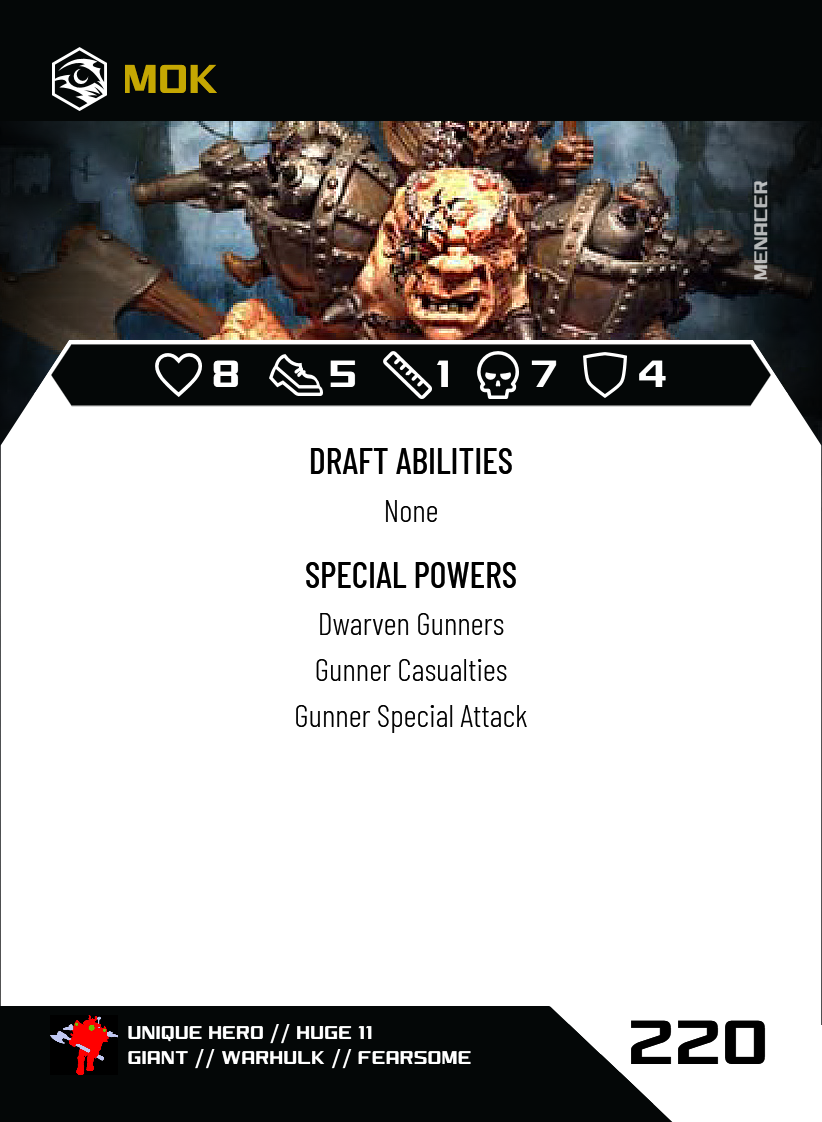 MOK
MENACER
8 5 1 7 4
DRAFT ABILITIES
None
SPECIAL POWERS
Dwarven Gunners
Gunner Casualties
Gunner Special Attack
UNIQUE HERO // HUGE 11
GIANT // WARHULK // FEARSOME
220